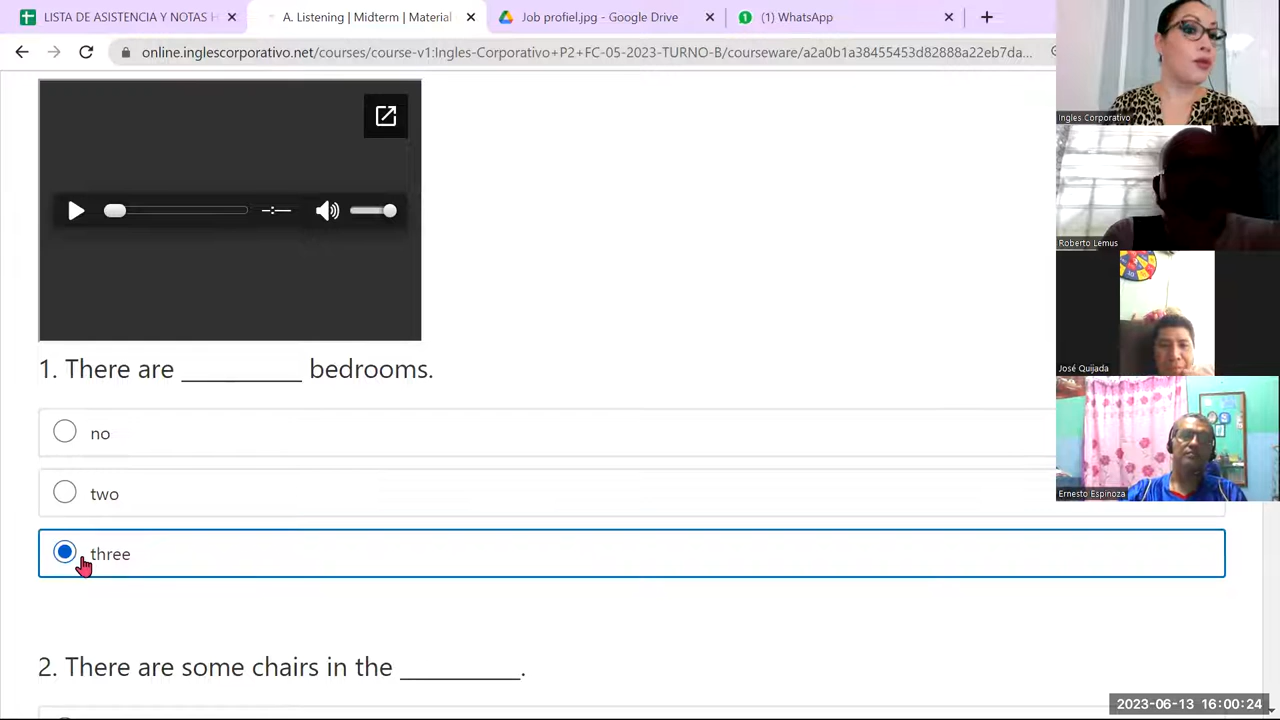 LISTA DE ASISTENCIA Y NOTAS H
A. Listening | Midterm | Material
Job profiel.jpg - Google Drive
(1) WhatsApp
online.inglescorporativo.net/courses/course-v1:Ingles-Corporativo+P2+FC-05-2023-TURNO-B/courseware/a2a0b1a38455453d82888a22eb7da...
Ingles Corporativo
Roberto Lemus
José Quijada
Ernesto Espinoza
1. There are __________ bedrooms.
no
two
three
2. There are some chairs in the __________.
2023-06-13 16:00:24